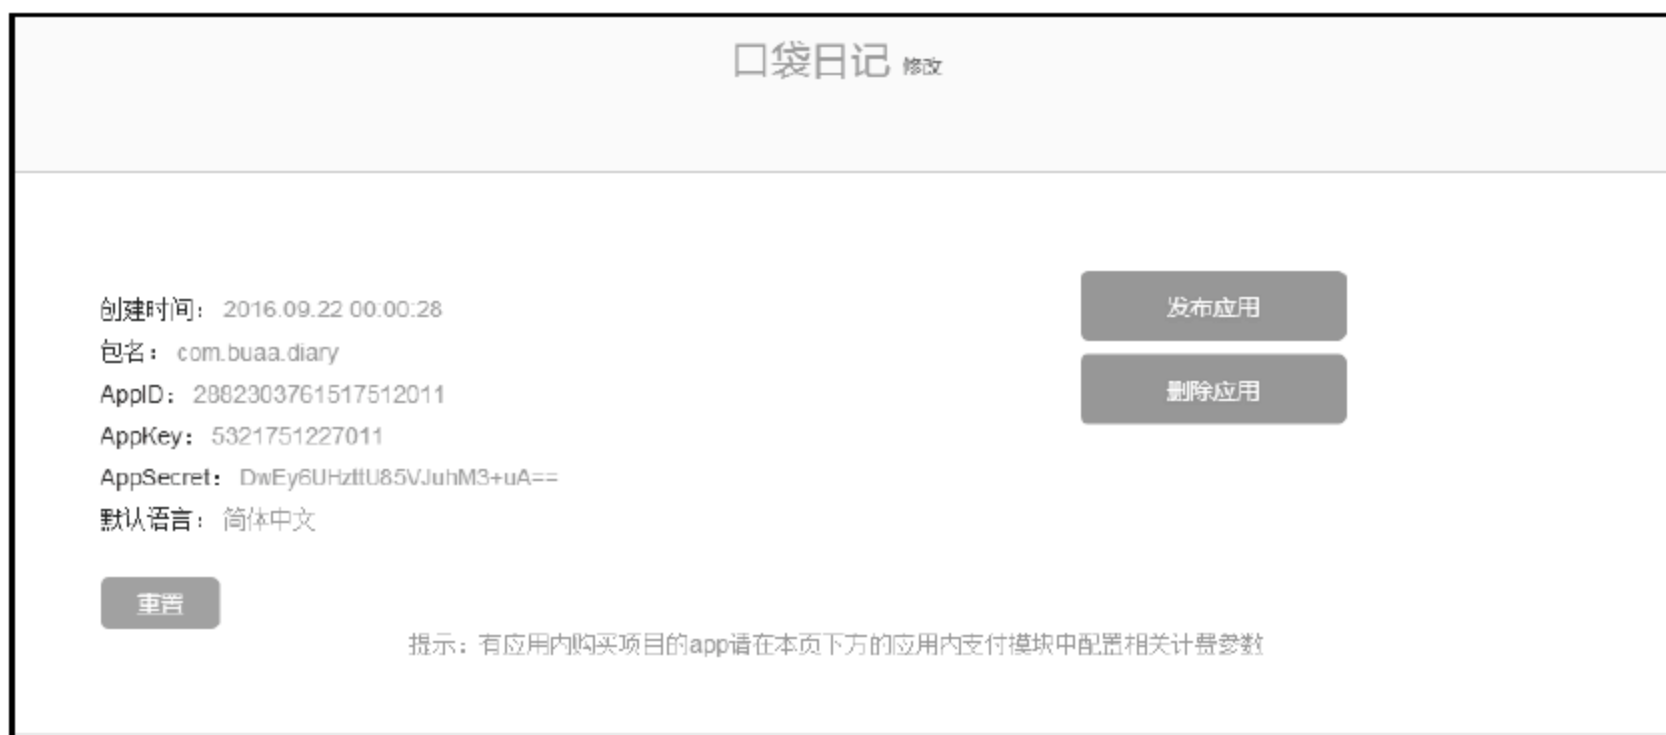 口袋日记 修改
创建时间： 2016.09.22 00:00:28
发布应用
包名： com.buaa.diary
AppID： 2882303761517512011
删除应用
AppKey： 5321751227011
AppSecret： DwEy6UHzttU85VJuhM3+uA==
默认语言： 简体中文
重置
提示：有应用内购买项目的app请在本页下方的应用内支付模块中配置相关计费参数